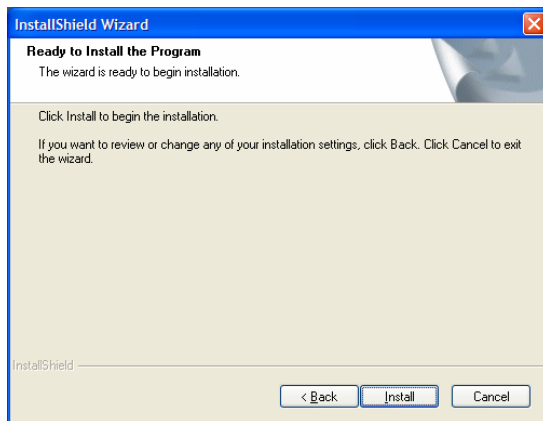 InstallShield Wizard
Ready to Install the Program
The wizard is ready to begin installation.
Click Install to begin the installation.
If you want to review or change any of your installation settings, click Back. Click Cancel to exit
the wizard.
InstallShield
< Back
Install
Cancel